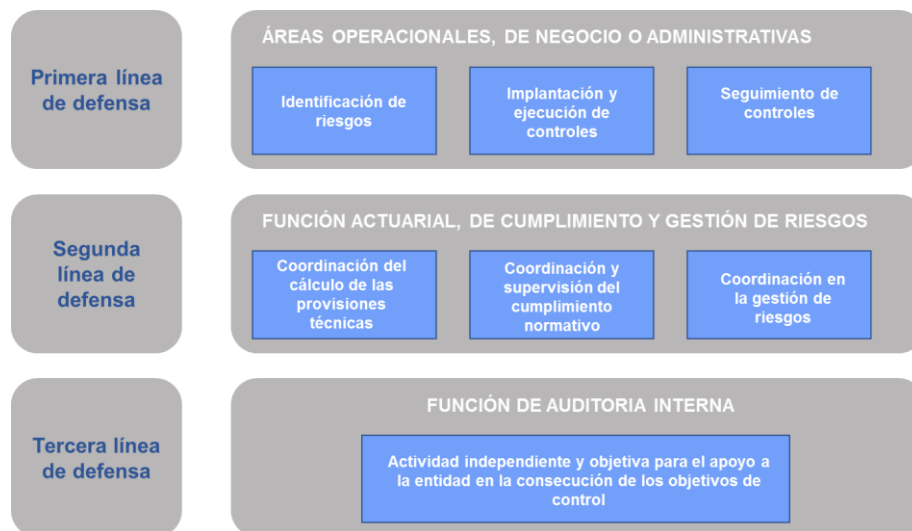 Primera línea
de defensa
ÁREAS OPERACIONALES, DE NEGOCIO O ADMINISTRATIVAS
Identificación de
riesgos
Implantación y
ejecución de
controles
Seguimiento de
controles
Segunda
línea de
defensa
FUNCIÓN ACTUARIAL, DE CUMPLIMIENTO Y GESTIÓN DE RIESGOS
Coordinación del
cálculo de las
provisiones
técnicas
Coordinación y
supervisión del
cumplimiento
normativo
Coordinación en
la gestión de
riesgos
Tercera línea
de defensa
FUNCIÓN DE AUDITORIA INTERNA
Actividad independiente y objetiva para el apoyo a
la entidad en la consecución de los objetivos de
control